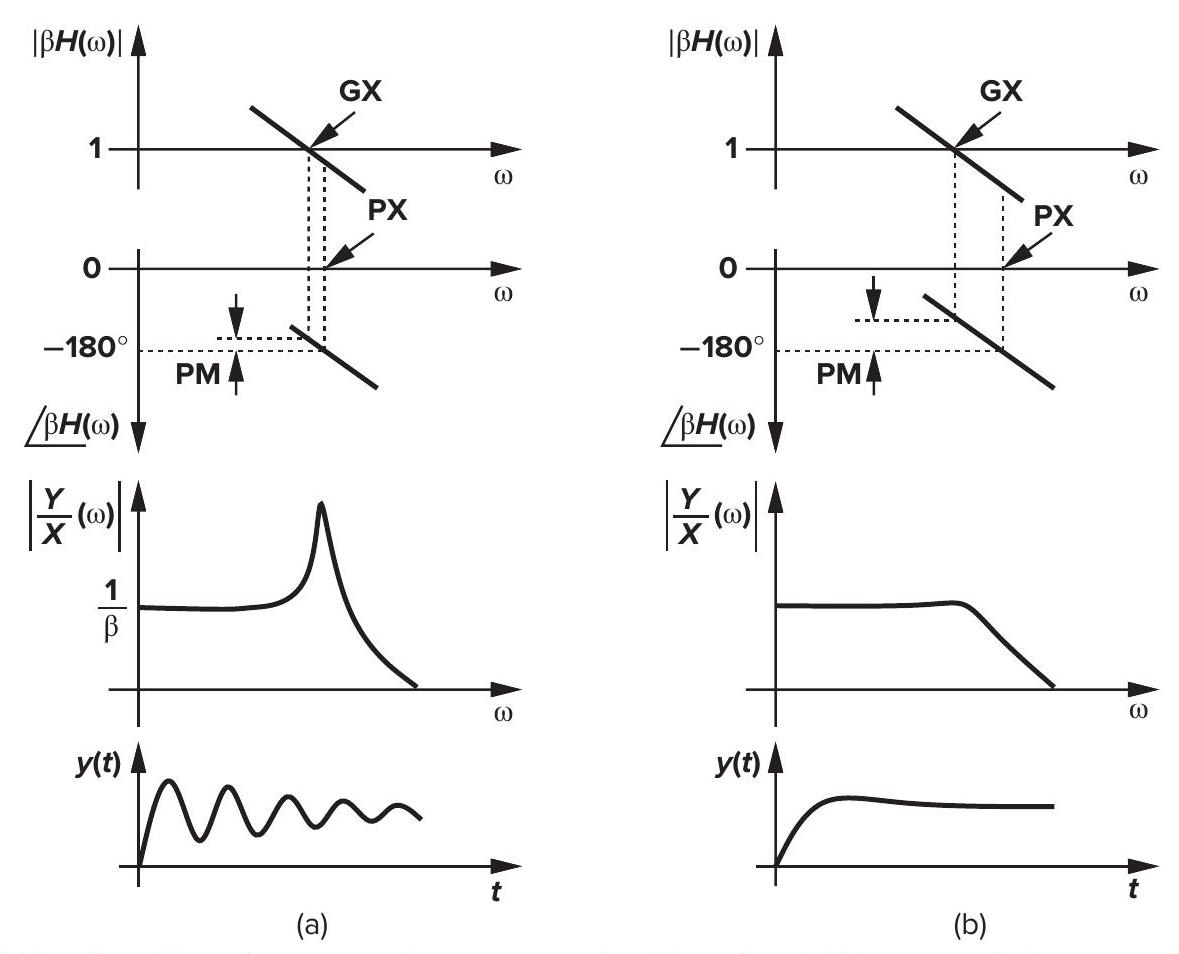 |βH(ω)|
GX
1
ω
PX
0
ω
–180°
PM
∠βH(ω)
|Y/X (ω)|
1/β
ω
y(t)
t
(a)
|βH(ω)|
GX
1
ω
PX
0
ω
–180°
PM
∠βH(ω)
|Y/X (ω)|
ω
y(t)
t
(b)